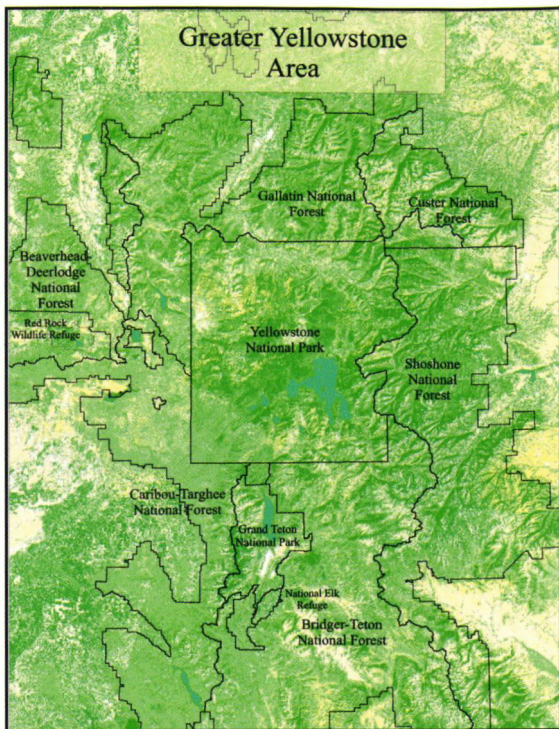 Greater Yellowstone
Area
Gallatin National
Forest
Custer National
Forest
Beaverhead-
Deerlodge
National
Forest
Red Rock
Wildlife Refuge
Yellowstone
National Park
Shoshone
National
Forest
Caribou-Targhee
National Forest
Grand Teton
National Park
National Elk
Refuge
Bridger-Teton
National Forest